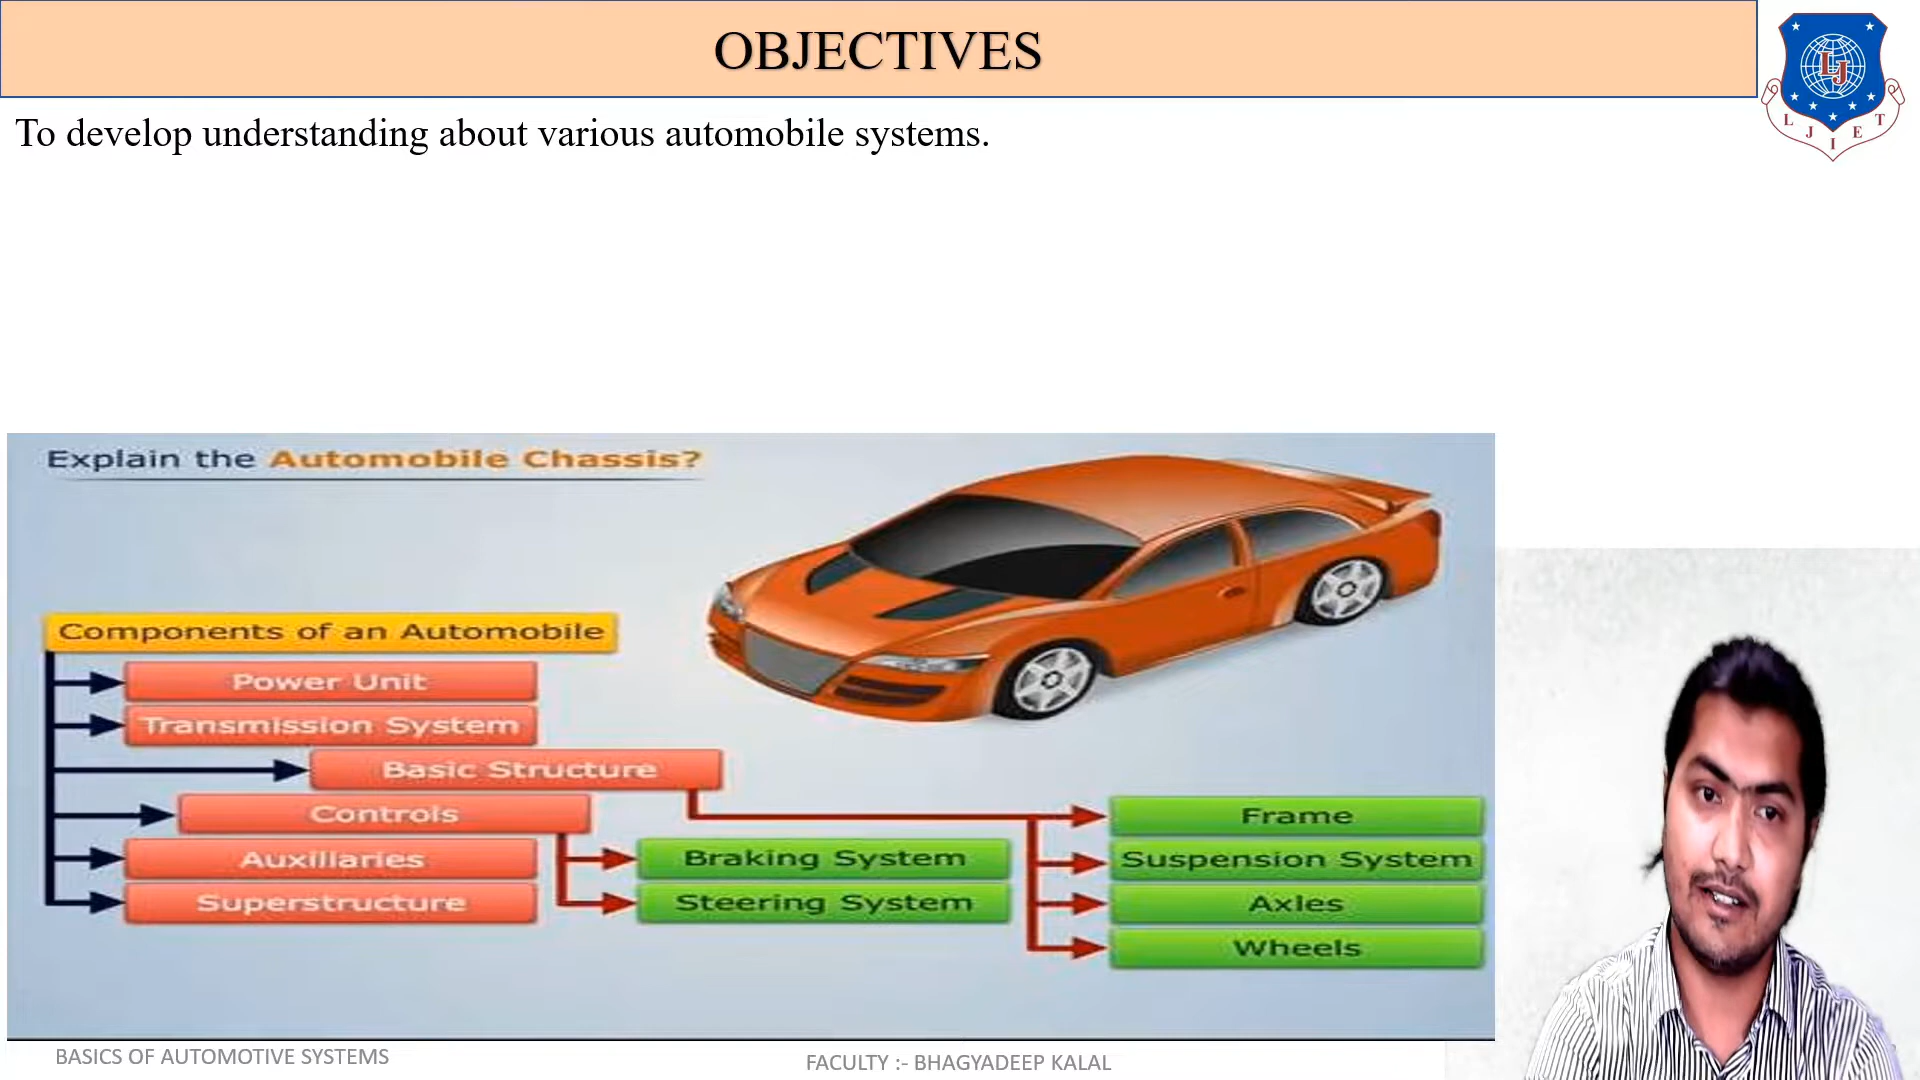 OBJECTIVES
To develop understanding about various automobile systems.
LJ
L J I E T
Explain the Automobile Chassis?
Components of an Automobile
Power Unit
Transmission System
Basic Structure
Controls
Auxiliaries
Superstructure
Braking System
Steering System
Frame
Suspension System
Axles
Wheels
BASICS OF AUTOMOTIVE SYSTEMS
FACULTY :- BHAGYADEEP KALAL